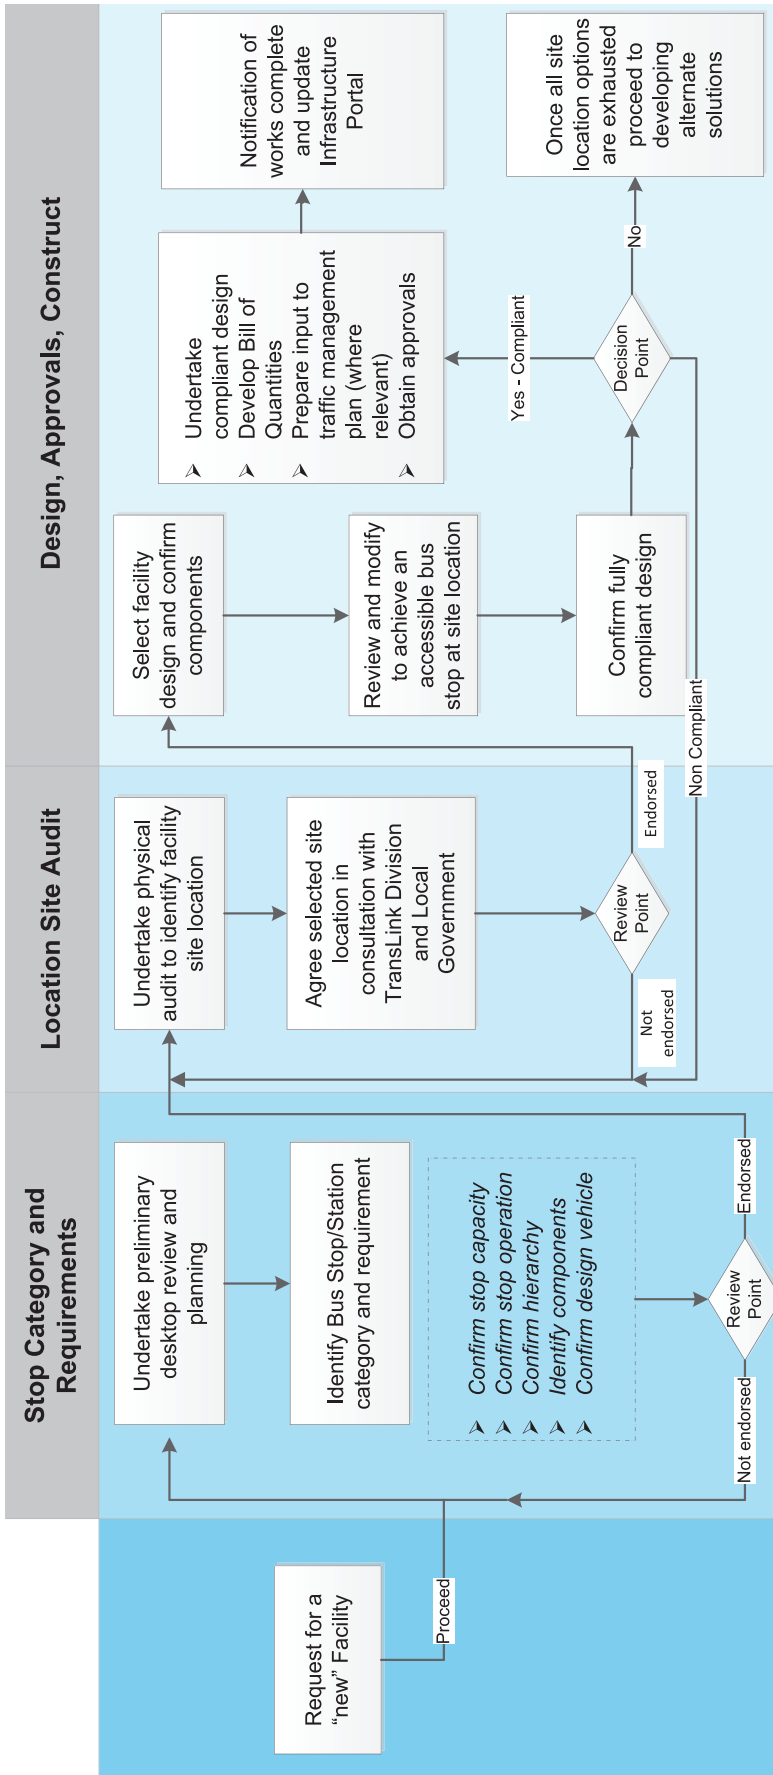 Stop Category and
Requirements
Location Site Audit
Design, Approvals, Construct
Request for a
“new” Facility
Proceed
Undertake preliminary
desktop review and
planning
Identify Bus Stop/Station
category and requirement
➢ Confirm stop capacity
➢ Confirm stop operation
➢ Confirm hierarchy
➢ Identify components
➢ Confirm design vehicle
Not endorsed
Review
Point
Endorsed
Undertake physical
audit to identify facility
site location
Agree selected site
location in
consultation with
TransLink Division
and Local
Government
Not
endorsed
Review
Point
Endorsed
Select facility
design and confirm
components
Review and modify
to achieve an
accessible bus
stop at site location
Confirm fully
compliant design
Non Compliant
Decision
Point
Yes - Compliant
No
➢ Undertake
compliant design
➢ Develop Bill of
Quantities
➢ Prepare input to
traffic management
plan (where
relevant)
➢ Obtain approvals
Notification of
works complete
and update
Infrastructure
Portal
Once all site
location options
are exhausted
proceed to
developing
alternate
solutions